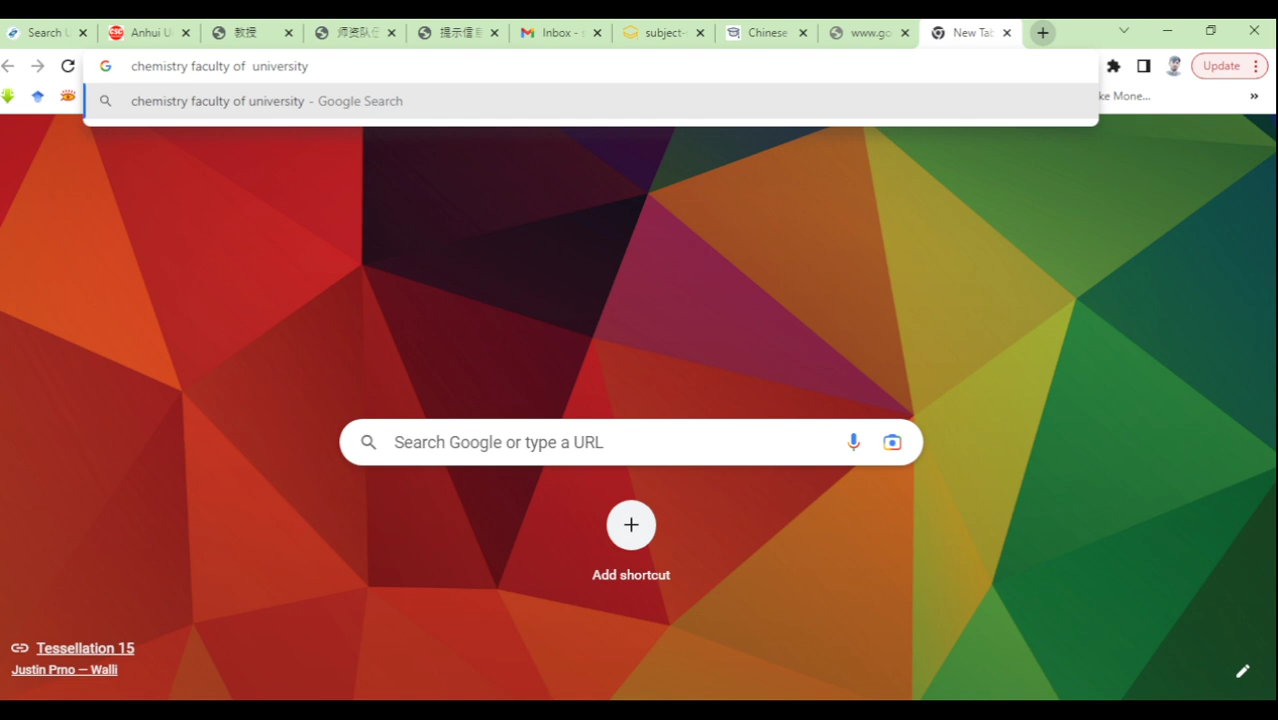 Search U
CSC Anhui U
教授
师资队伍
提示信息
Inbox - s
subject-
Chinese
www.go
New Tab
chemistry faculty of  university
Update
chemistry faculty of university - Google Search
ke Mone...
Search Google or type a URL
Add shortcut
Tessellation 15
Justin Prno — Walli